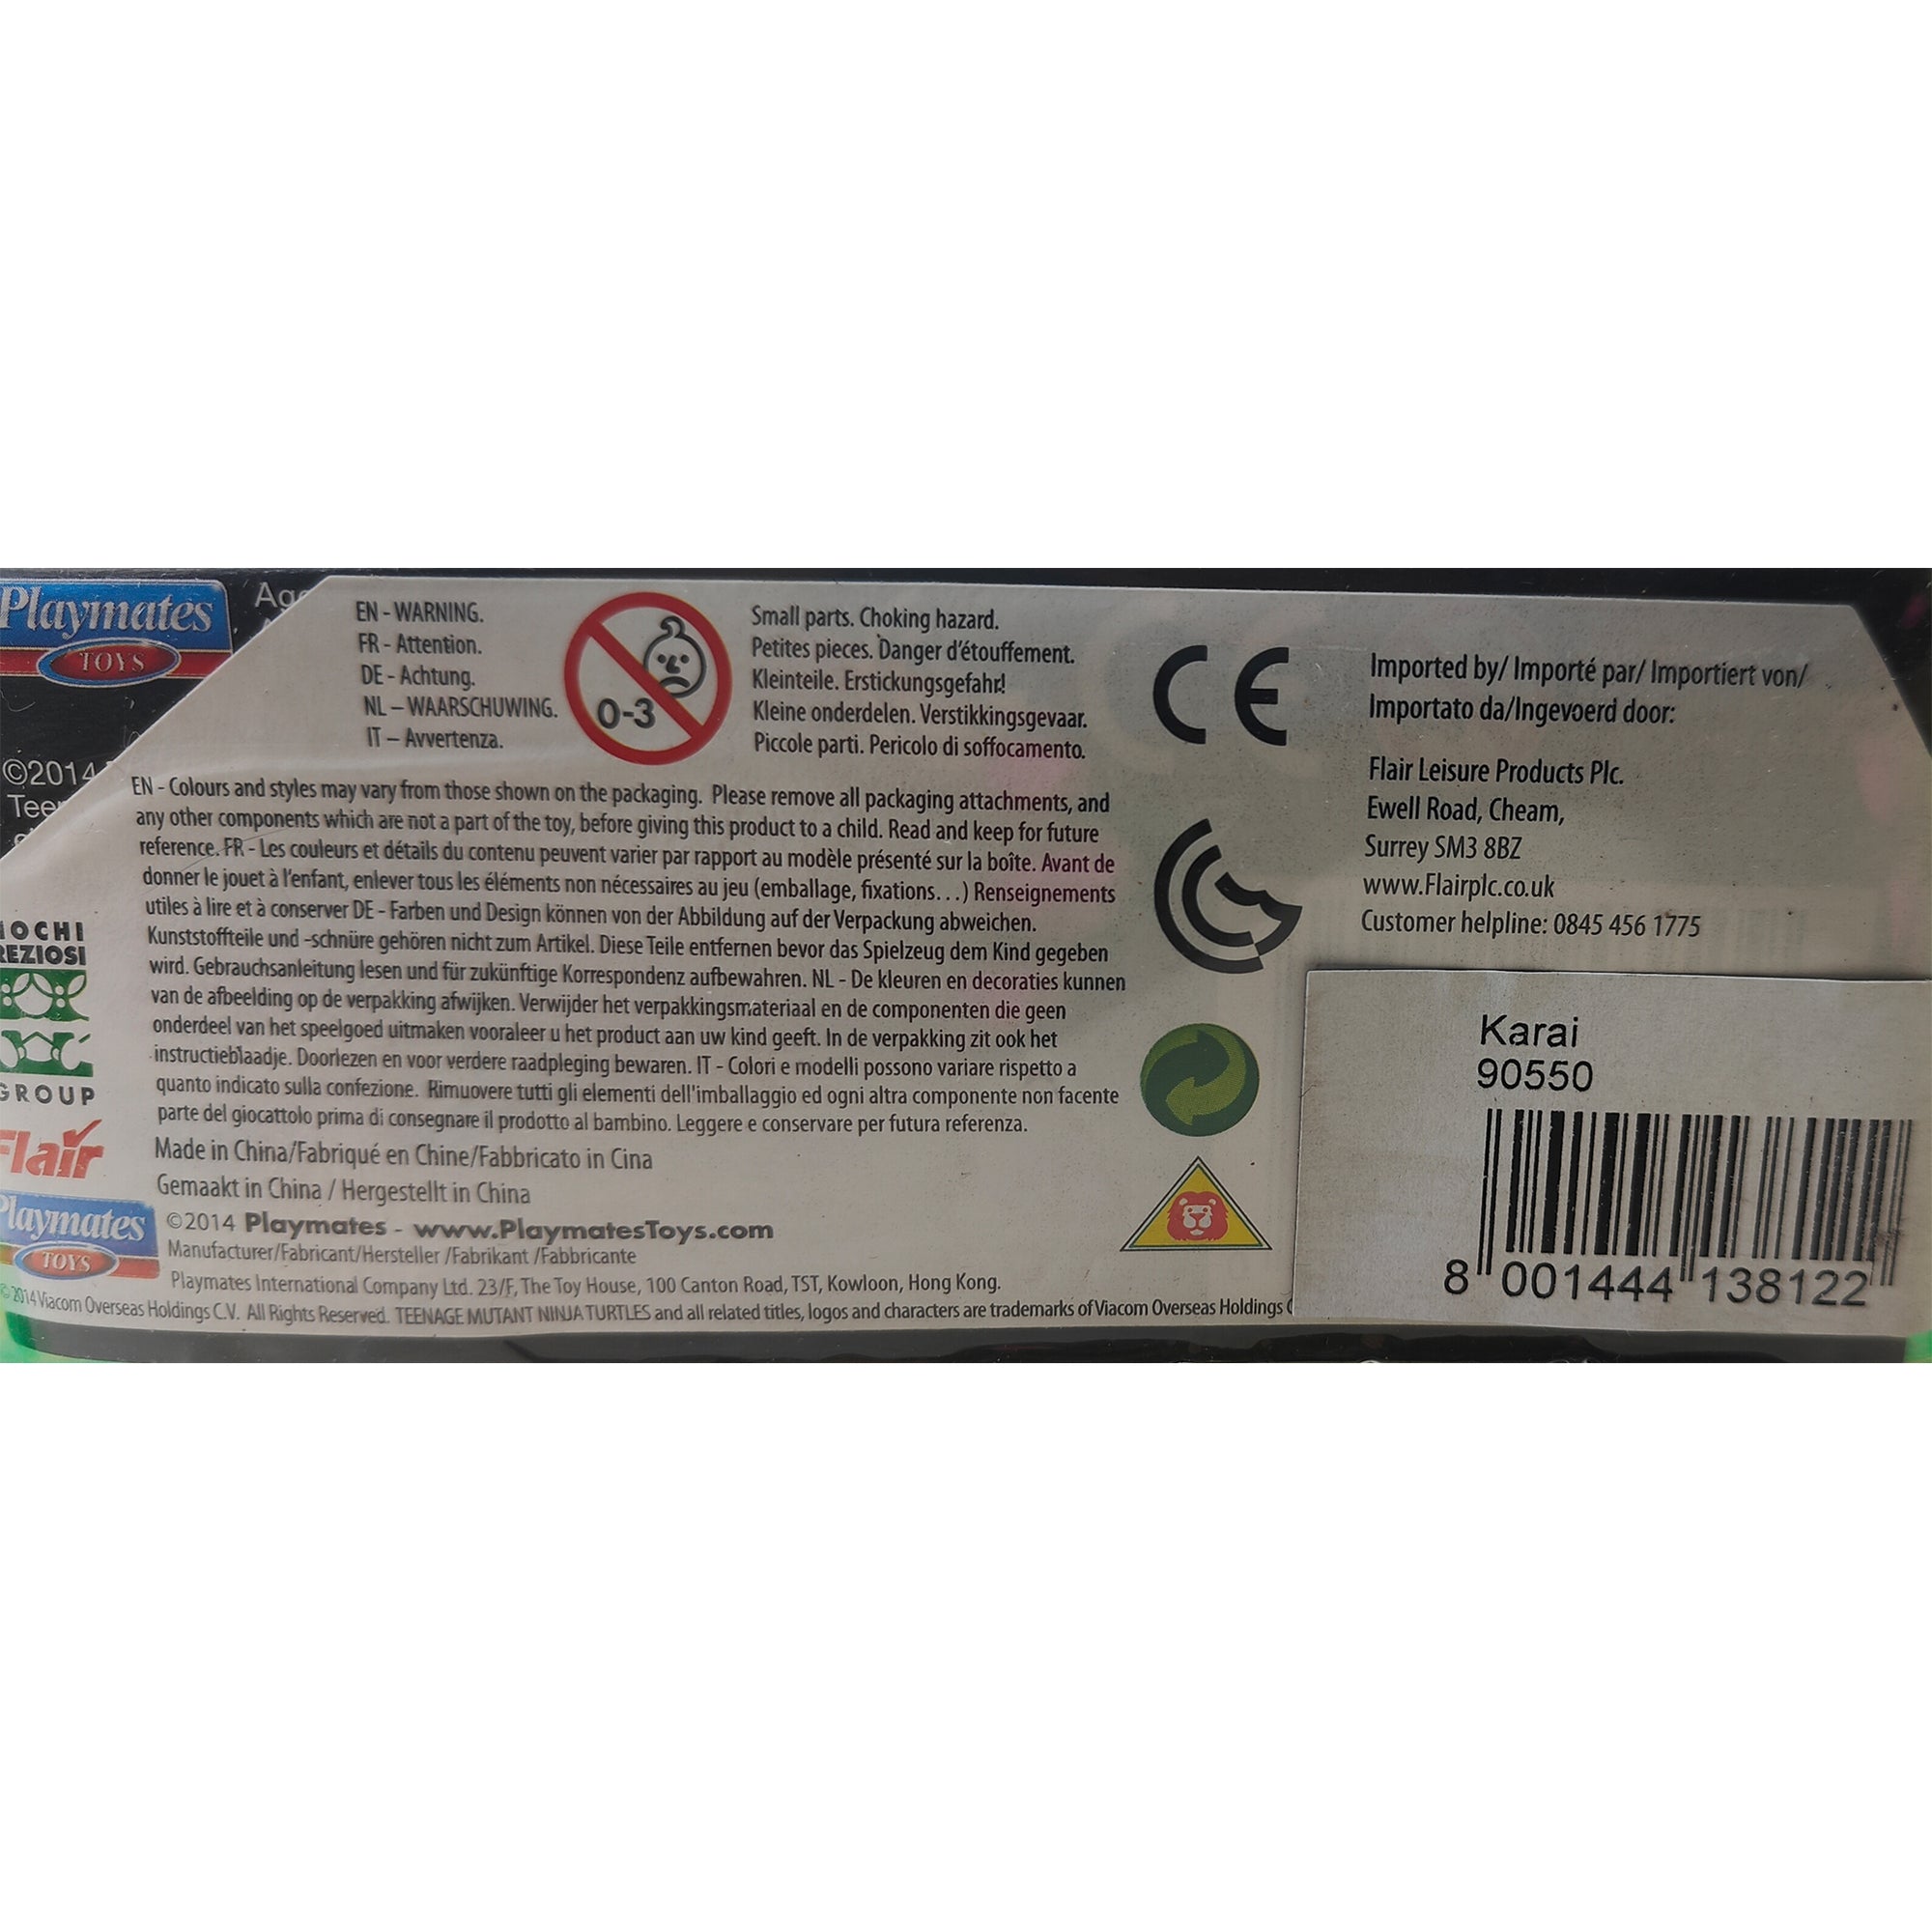 Playmates
TOYS
©2014
EN - WARNING.
FR - Attention.
DE - Achtung.
NL – WAARSCHUWING.
IT – Avvertenza.
0-3
Small parts. Choking hazard.
Petites pieces. Danger d'étouffement.
Kleinteile. Erstickungsgefahr!
Kleine onderdelen. Verstikkingsgevaar.
Piccole parti. Pericolo di soffocamento.
CE
EN - Colours and styles may vary from those shown on the packaging. Please remove all packaging attachments, and
any other components which are not a part of the toy, before giving this product to a child. Read and keep for future
reference. FR - Les couleurs et détails du contenu peuvent varier par rapport au modèle présenté sur la boîte. Avant de
donner le jouet à l'enfant, enlever tous les éléments non nécessaires au jeu (emballage, fixations…) Renseignements
utiles à lire et à conserver DE - Farben und Design können von der Abbildung auf der Verpackung abweichen.
Kunststoffteile und -schnüre gehören nicht zum Artikel. Diese Teile entfernen bevor das Spielzeug dem Kind gegeben
wird. Gebrauchsanleitung lesen und für zukünftige Korrespondenz aufbewahren. NL - De kleuren en decoraties kunnen
van de afbeelding op de verpakking afwijken. Verwijder het verpakkingsmateriaal en de componenten die geen
onderdeel van het speelgoed uitmaken vooraleer u het product aan uw kind geeft. In de verpakking zit ook het
instructieblaadje. Doorlezen en voor verdere raadpleging bewaren. IT - Colori e modelli possono variare rispetto a
quanto indicato sulla confezione. Rimuovere tutti gli elementi dell'imballaggio ed ogni altra componente non facente
parte del giocattolo prima di consegnare il prodotto al bambino. Leggere e conservare per futura referenza.
Made in China/Fabriqué en Chine/Fabbricato in Cina
Gemaakt in China / Hergestellt in China
©2014 Playmates - www.PlaymatesToys.com
Manufacturer/Fabricant/Hersteller /Fabrikant /Fabbricante
Playmates International Company Ltd. 23/F, The Toy House, 100 Canton Road, TST, Kowloon, Hong Kong.
© 2014 Viacom Overseas Holdings C.V. All Rights Reserved. TEENAGE MUTANT NINJA TURTLES and all related titles, logos and characters are trademarks of Viacom Overseas Holdings
GROUP
Flair
Playmates
TOYS
Imported by/ Importé par/ Importiert von/
Importato da/Ingevoerd door:
Flair Leisure Products Plc.
Ewell Road, Cheam,
Surrey SM3 8BZ
www.Flairplc.co.uk
Customer helpline: 0845 456 1775
Karai
90550
8 001444 138122